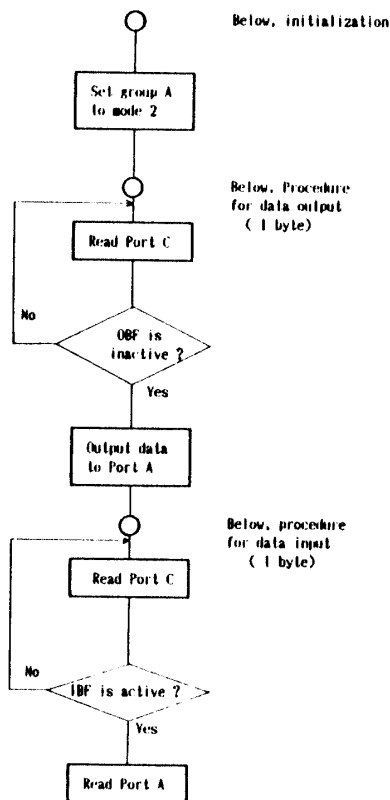 Below, initialization
Set group A
to mode 2
Below, Procedure
for data output
( 1 byte)
Read Port C
No
OBF is
inactive ?
Yes
Output data
to Port A
Below, procedure
for data input
( 1 byte)
Read Port C
No
IBF is active ?
Yes
Read Port A